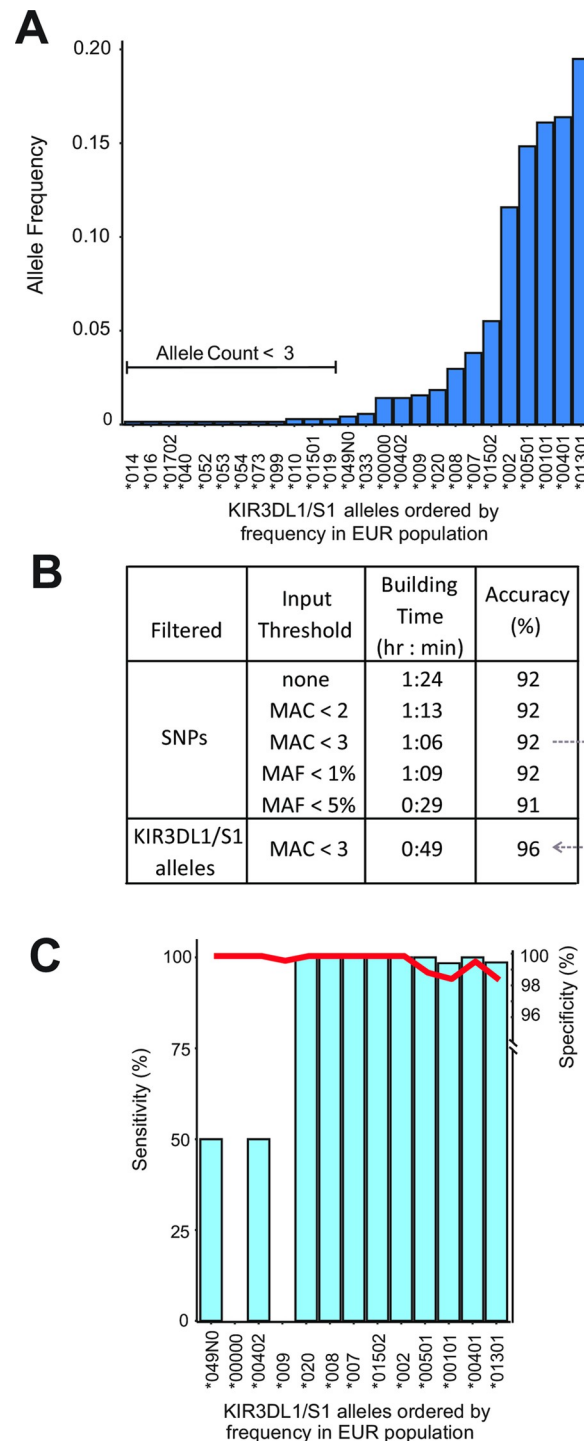 A
0.20
0.15
0.10
0.05
0
Allele Frequency
Allele Count < 3
*014
*016
*01702
*040
*052
*053
*054
*073
*099
*010
*01501
*019
*049N0
*033
*00000
*00402
*009
*020
*008
*007
*01502
*002
*00501
*00101
*00401
*01301
KIR3DL1/S1 alleles ordered by
frequency in EUR population
B
Filtered
Input
Threshold
Building
Time
(hr : min)
Accuracy
(%)
SNPs
none 1:24 92
MAC < 2 1:13 92
MAC < 3 1:06 92
MAF < 1% 1:09 92
MAF < 5% 0:29 91
KIR3DL1/S1
alleles
MAC < 3 0:49 96
C
100
75
50
25
0
Sensitivity (%)
100
98
96
Specificity (%)
*049N0
*00000
*00402
*009
*020
*008
*007
*01502
*002
*00501
*00101
*00401
*01301
KIR3DL1/S1 alleles ordered by
frequency in EUR population